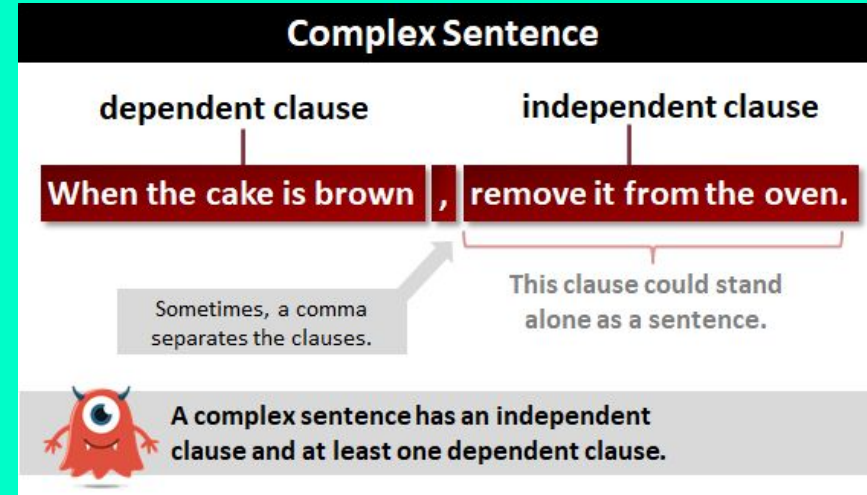 Complex Sentence
dependent clause
independent clause
When the cake is brown , remove it from the oven.
Sometimes, a comma
separates the clauses.
This clause could stand
alone as a sentence.
A complex sentence has an independent
clause and at least one dependent clause.